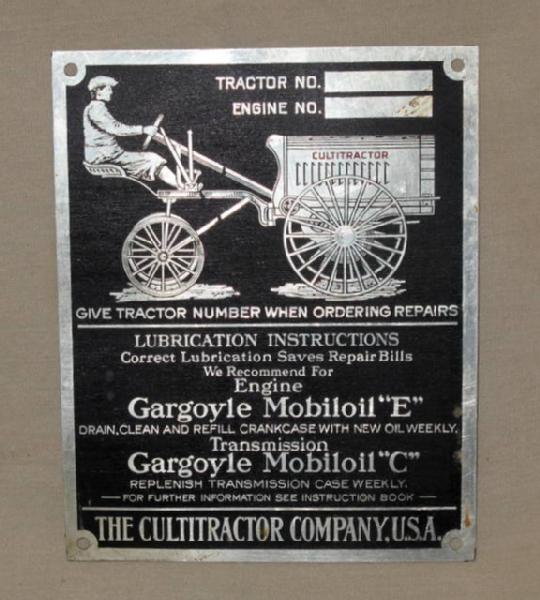 TRACTOR NO.
ENGINE NO.
CULTITRACTOR
GIVE TRACTOR NUMBER WHEN ORDERING REPAIRS
LUBRICATION INSTRUCTIONS
Correct Lubrication Saves Repair Bills
We Recommend For
Engine
Gargoyle Mobiloil "E"
DRAIN, CLEAN AND REFILL CRANKCASE WITH NEW OIL WEEKLY.
Transmission
Gargoyle Mobiloil "C"
REPLENISH TRANSMISSION CASE WEEKLY.
— FOR FURTHER INFORMATION SEE INSTRUCTION BOOK —
THE CULTITRACTOR COMPANY, U.S.A.